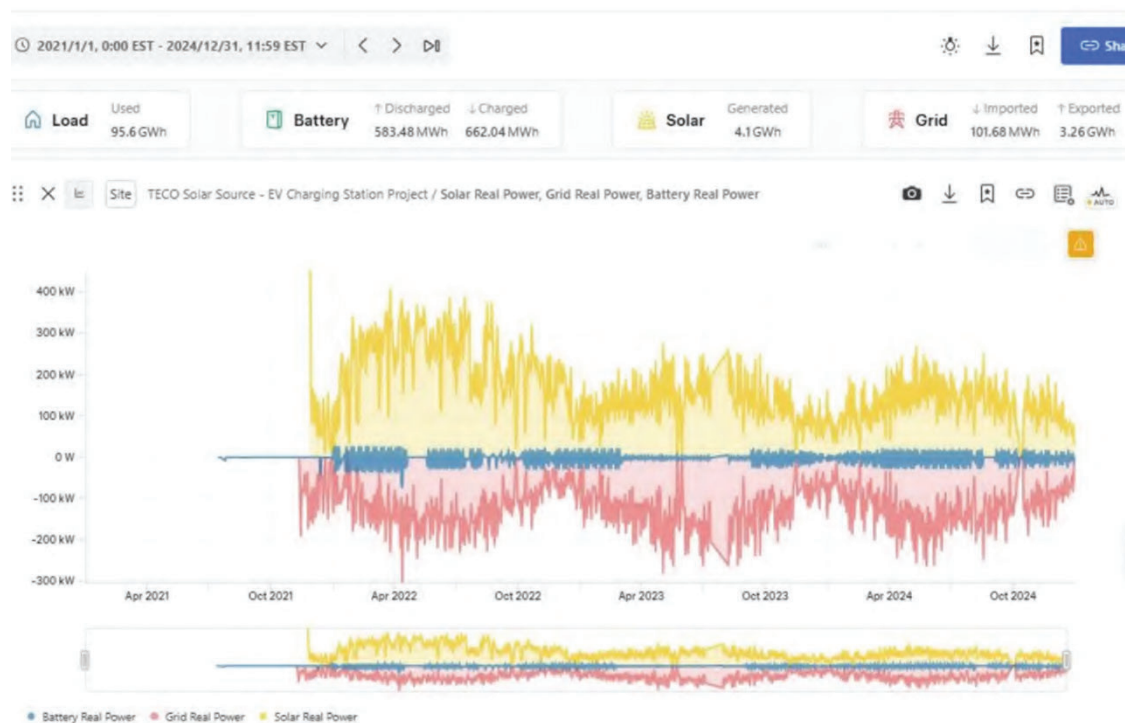 2021/1/1, 0:00 EST - 2024/12/31, 11:59 EST
Sha
Load Used 95.6 GWh
Battery ↑ Discharged 583.48 MWh ↓ Charged 662.04 MWh
Solar Generated 4.1 GWh
Grid ↓ Imported 101.68 MWh ↑ Exported 3.26 GWh
Site TECO Solar Source - EV Charging Station Project / Solar Real Power, Grid Real Power, Battery Real Power
AUTO
400 kW
300 kW
200 kW
100 kW
0 W
-100 kW
-200 kW
-300 kW
Apr 2021 Oct 2021 Apr 2022 Oct 2022 Apr 2023 Oct 2023 Apr 2024 Oct 2024
Battery Real Power Grid Real Power Solar Real Power